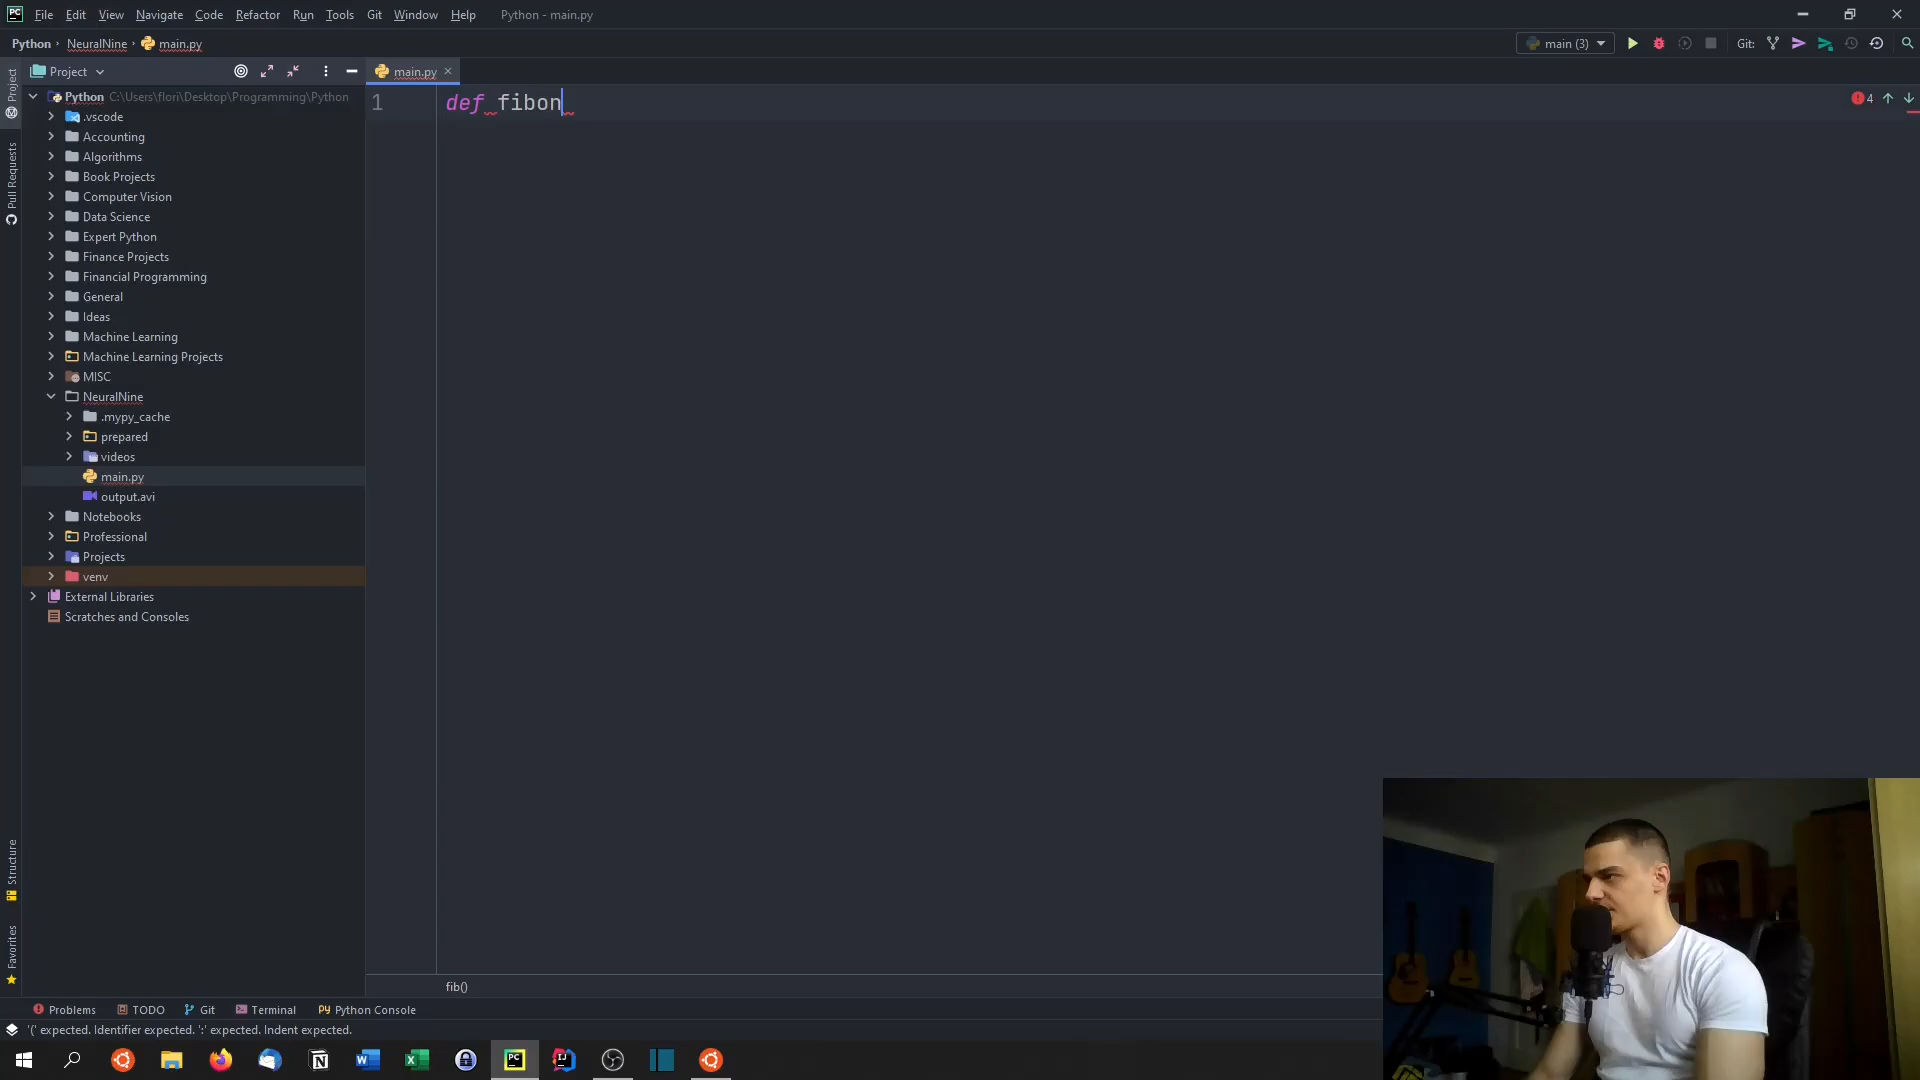 PC File Edit View Navigate Code Refactor Run Tools Git Window Help Python - main.py
Python NeuralNine main.py main (3) Git:
Project main.py
Project
Python C:\Users\flori\Desktop\Programming\Python
1 def fibon
4
.vscode
Accounting
Algorithms
Pull Requests
Book Projects
Computer Vision
Data Science
Expert Python
Finance Projects
Financial Programming
General
Ideas
Machine Learning
Machine Learning Projects
MISC
NeuralNine
.mypy_cache
prepared
videos
main.py
output.avi
Notebooks
Professional
Projects
venv
External Libraries
Scratches and Consoles
Structure
Favorites
fib()
Problems TODO Git Terminal Python Console
'(' expected. Identifier expected. ':' expected. Indent expected.